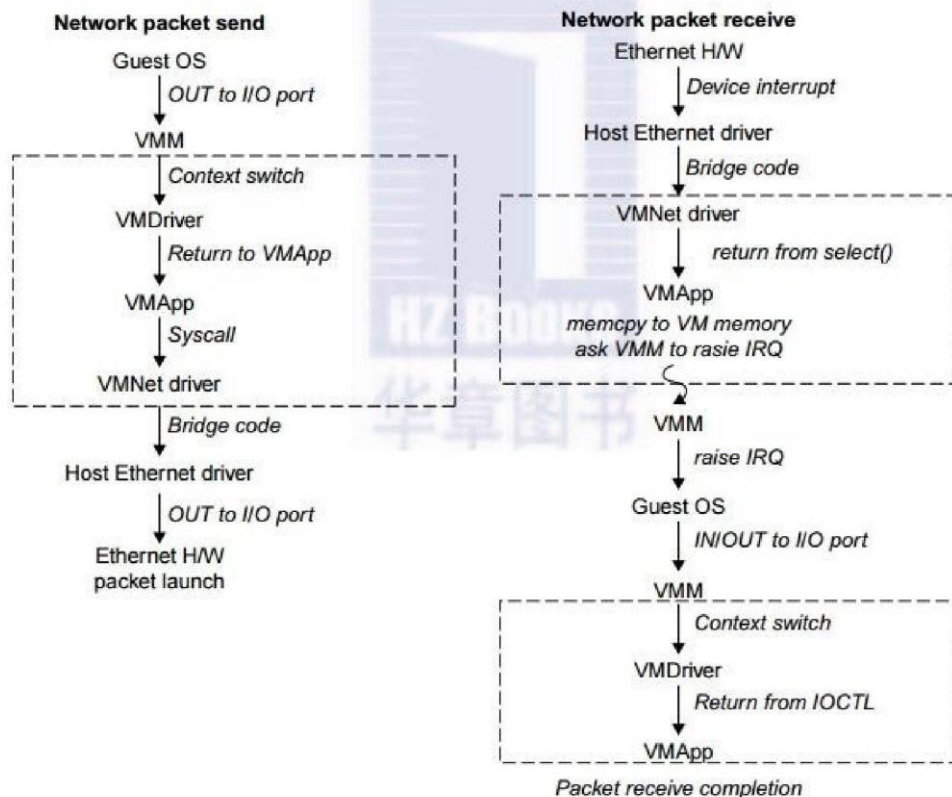 Network packet send
Guest OS
OUT to I/O port
VMM
Context switch
VMDriver
Return to VMApp
VMApp
Syscall
VMNet driver
Bridge code
Host Ethernet driver
OUT to I/O port
Ethernet H/W
packet launch
Network packet receive
Ethernet H/W
Device interrupt
Host Ethernet driver
Bridge code
VMNet driver
return from select()
VMApp
memcpy to VM memory
ask VMM to rasie IRQ
VMM
raise IRQ
Guest OS
IN/OUT to I/O port
VMM
Context switch
VMDriver
Return from IOCTL
VMApp
Packet receive completion
HZ Books
华章图书